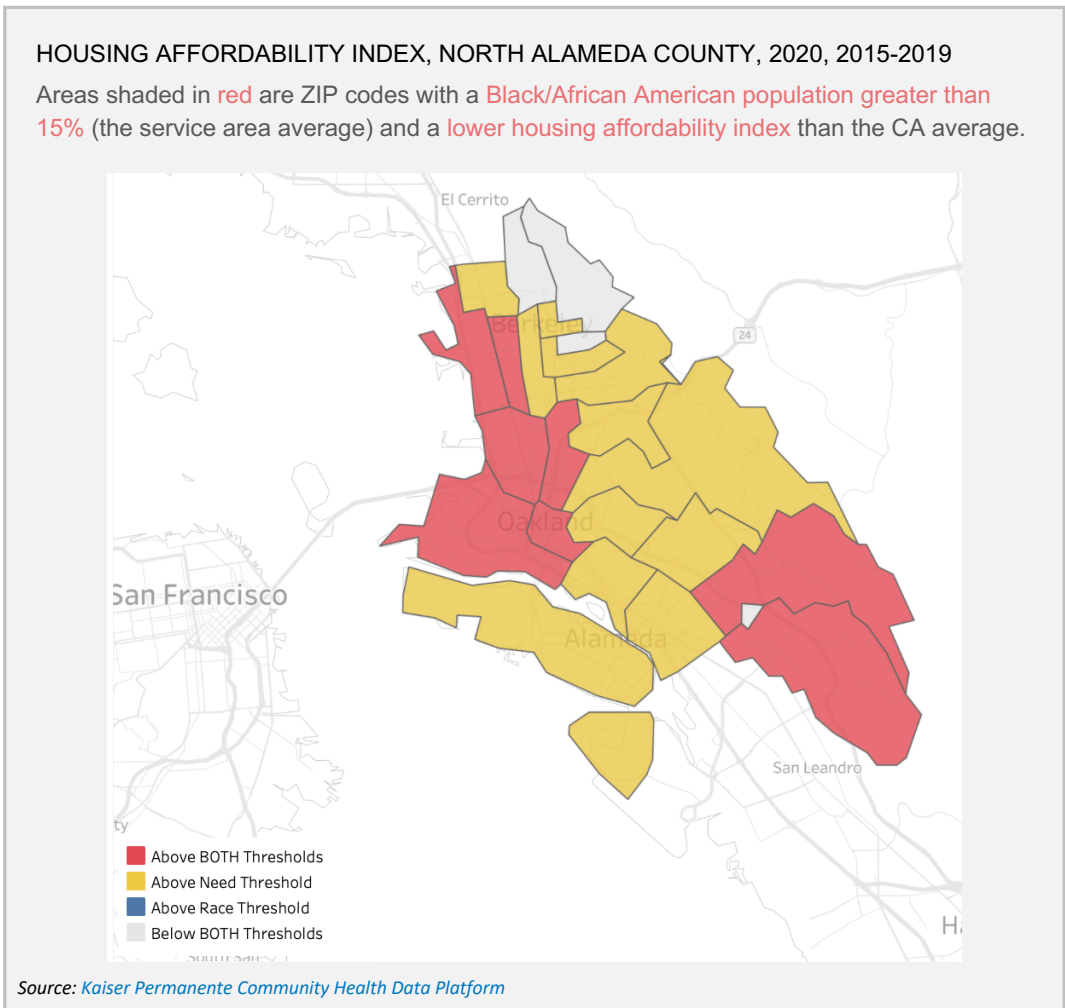 HOUSING AFFORDABILITY INDEX, NORTH ALAMEDA COUNTY, 2020, 2015-2019
Areas shaded in red are ZIP codes with a Black/African American population greater than
15% (the service area average) and a lower housing affordability index than the CA average.
El Cerrito
Berkeley
24
Oakland
San Francisco
Alameda
San Leandro
ty
Above BOTH Thresholds
Above Need Threshold
Above Race Threshold
Below BOTH Thresholds
Source: Kaiser Permanente Community Health Data Platform